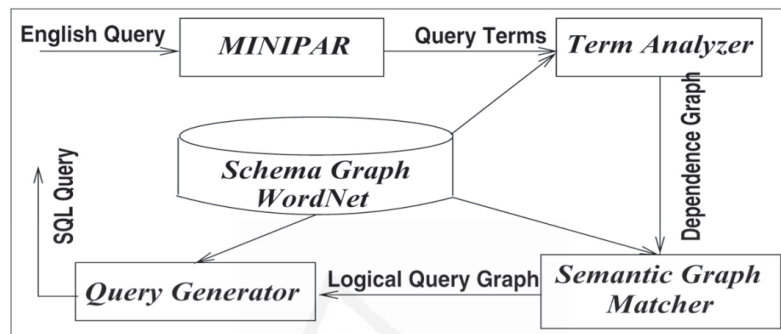 English Query
MINIPAR
Query Terms
Term Analyzer
Schema Graph
WordNet
Dependence Graph
SQL Query
Query Generator
Logical Query Graph
Semantic Graph
Matcher